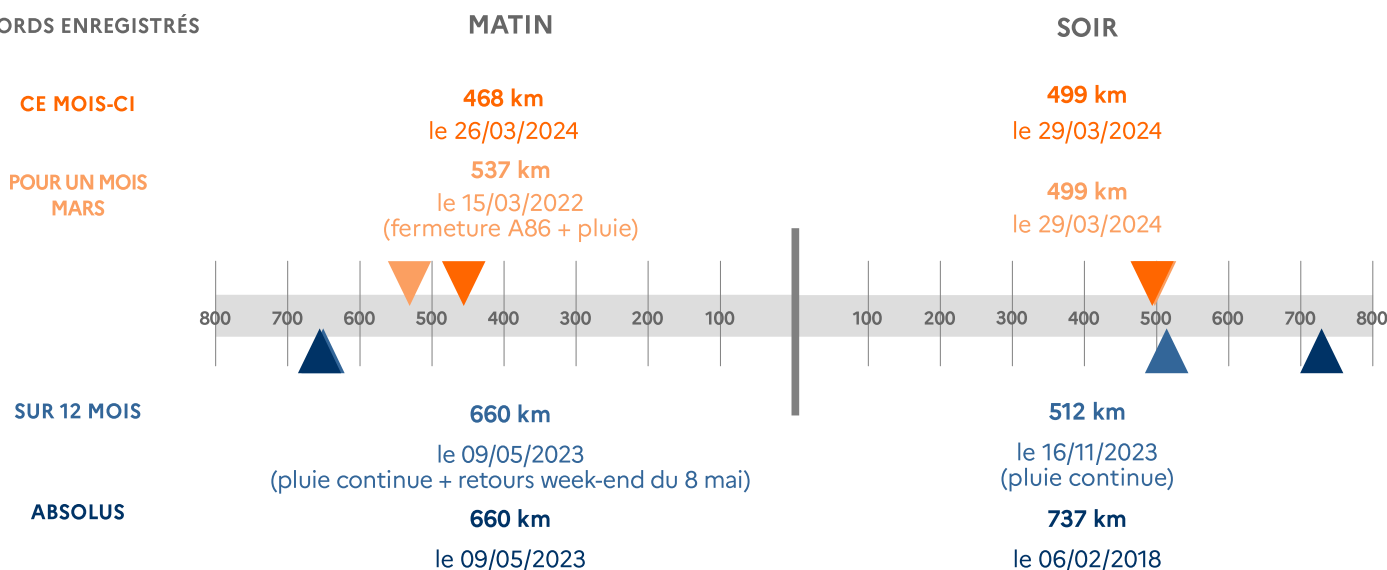 ORDS ENREGISTRÉS
MATIN
SOIR
CE MOIS-CI
468 km
le 26/03/2024
499 km
le 29/03/2024
POUR UN MOIS
MARS
537 km
le 15/03/2022
(fermeture A86 + pluie)
499 km
le 29/03/2024
800 700 600 500 400 300 200 100 100 200 300 400 500 600 700 800
SUR 12 MOIS
660 km
le 09/05/2023
(pluie continue + retours week-end du 8 mai)
512 km
le 16/11/2023
(pluie continue)
ABSOLUS
660 km
le 09/05/2023
737 km
le 06/02/2018